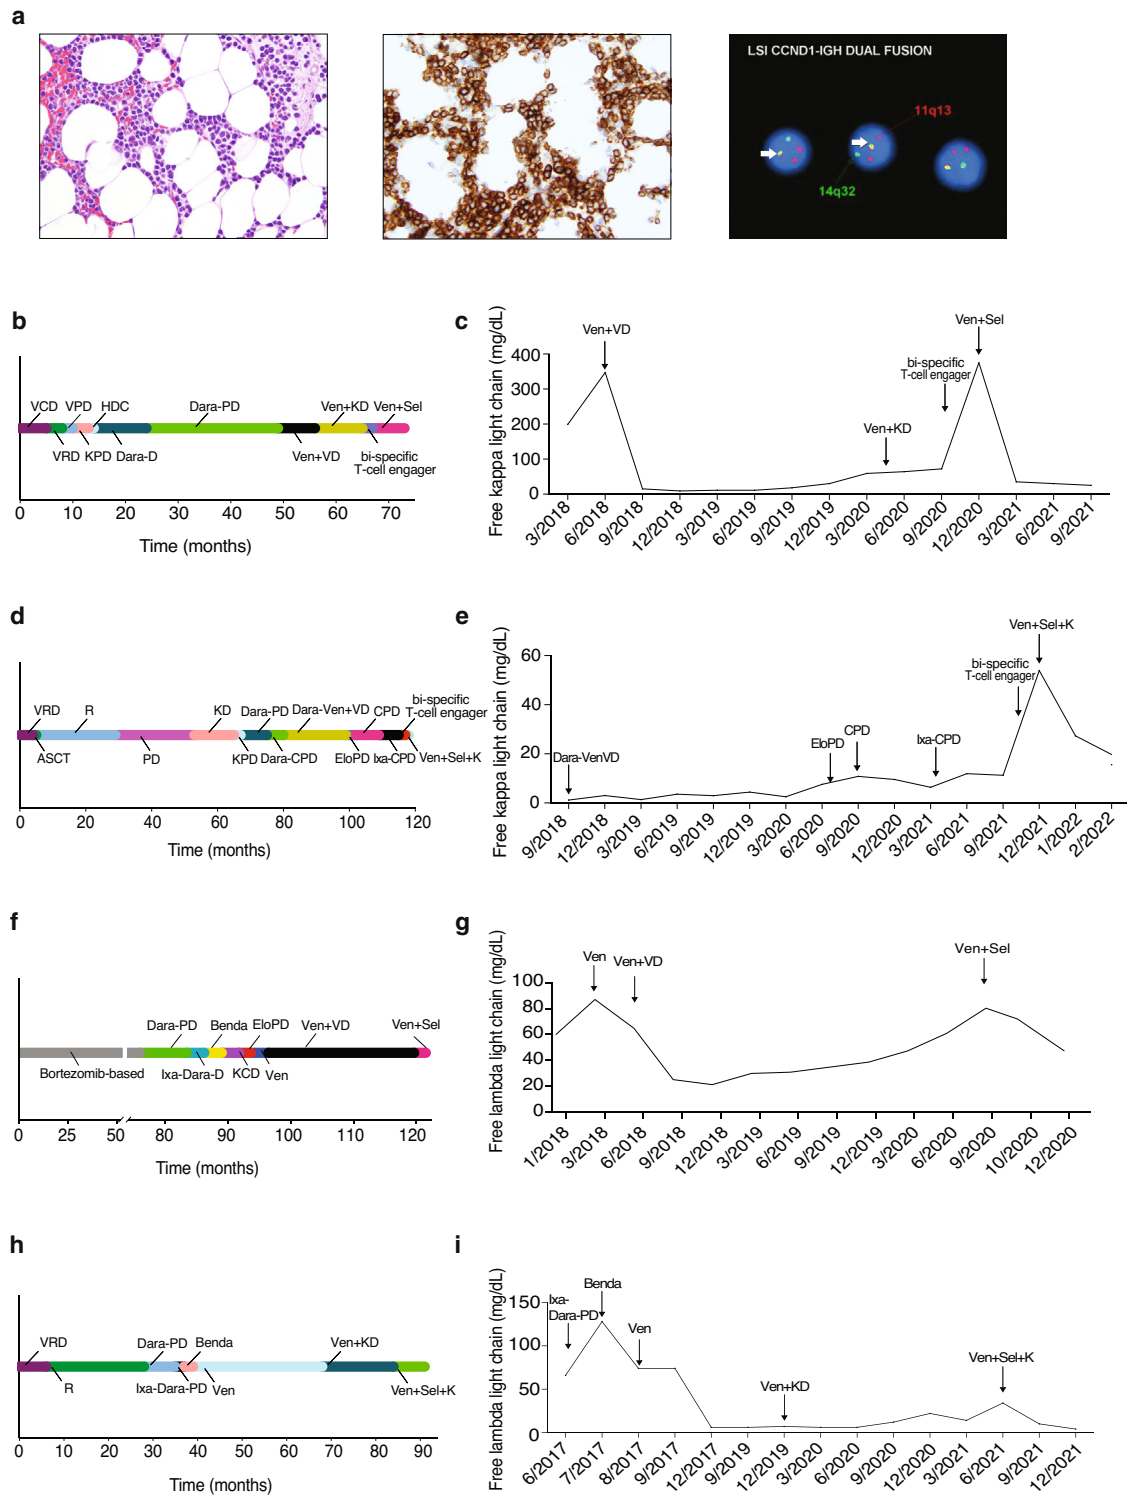 a
LSI CCND1-IGH DUAL FUSION
11q13
14q32
b
VCD VPD HDC Dara-PD Ven+KD Ven+Sel
VRD KPD Dara-D Ven+VD bi-specific
T-cell engager
0 10 20 30 40 50 60 70
Time (months)
c
Free kappa light chain (mg/dL)
400
300
200
100
0
Ven+VD
Ven+KD
bi-specific
T-cell engager
Ven+Sel
3/2018 6/2018 9/2018 12/2018 3/2019 6/2019 9/2019 12/2019 3/2020 6/2020 9/2020 12/2020 3/2021 6/2021 9/2021
d
bi-specific
VRD R KD Dara-PD Dara-Ven+VD CPD T-cell engager
ASCT PD KPD Dara-CPD EloPD Ixa-CPD Ven+Sel+K
0 20 40 60 80 100 120
Time (months)
e
Free kappa light chain (mg/dL)
60
40
20
0
Dara-VenVD
EloPD
CPD
Ixa-CPD
bi-specific
T-cell engager
Ven+Sel+K
9/2018 12/2018 3/2019 6/2019 9/2019 12/2019 3/2020 6/2020 9/2020 12/2020 3/2021 6/2021 9/2021 12/2021 1/2022 2/2022
f
Dara-PD Benda EloPD Ven+VD Ven+Sel
Bortezomib-based Ixa-Dara-D KCD Ven
0 25 50 80 90 100 110 120
Time (months)
g
Free lambda light chain (mg/dL)
100
80
60
40
20
0
Ven
Ven+VD
Ven+Sel
1/2018 3/2018 6/2018 9/2018 12/2018 3/2019 6/2019 9/2019 12/2019 3/2020 6/2020 9/2020 10/2020 12/2020
h
VRD Dara-PD Benda Ven+KD
R Ixa-Dara-PD Ven Ven+Sel+K
0 10 20 30 40 50 60 70 80 90
Time (months)
i
Free lambda light chain (mg/dL)
150
100
50
0
Ixa-
Dara-PD
Benda
Ven
Ven+KD
Ven+Sel+K
6/2017 7/2017 8/2017 9/2017 12/2017 9/2019 12/2019 3/2020 6/2020 9/2020 12/2020 3/2021 6/2021 9/2021 12/2021